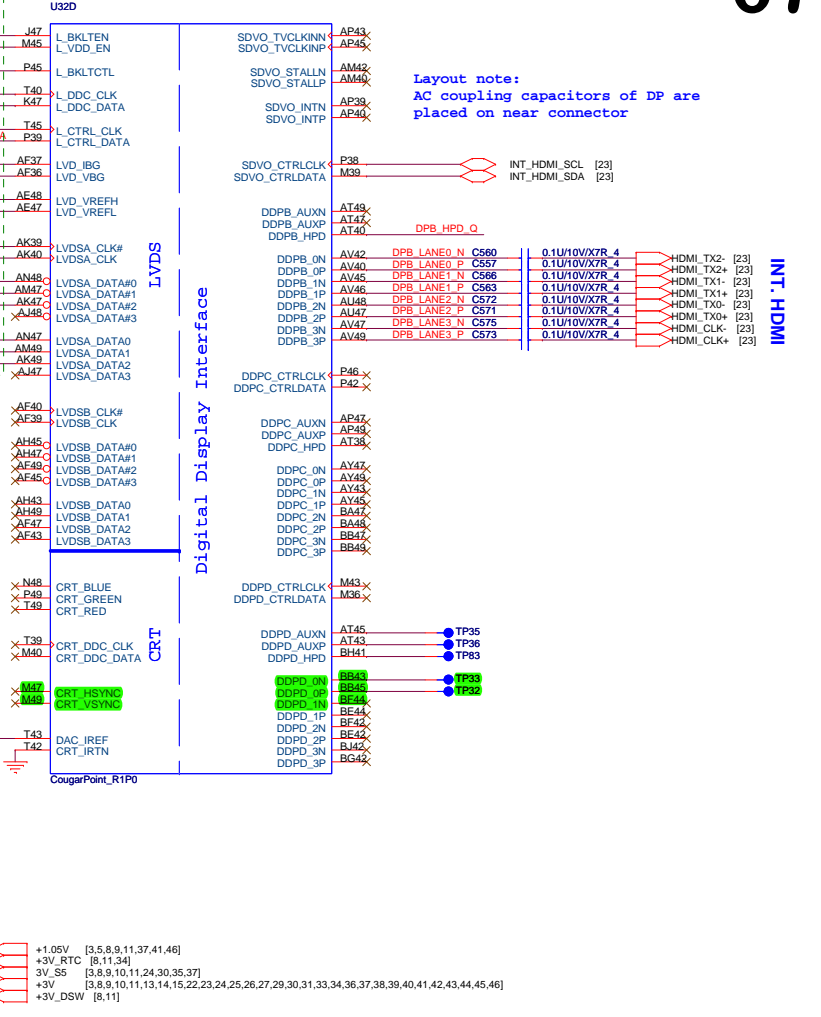 U32D
J47 L_BKLTEN SDVO_TVCLKINN AP43
M45 L_VDD_EN SDVO_TVCLKINP AP45
P45 L_BKLTCTL SDVO_STALLN AM42
SDVO_STALLP AM40
T40 L_DDC_CLK
K47 L_DDC_DATA SDVO_INTN AP39
SDVO_INTP AP40
T45 L_CTRL_CLK
P39 L_CTRL_DATA
Layout note:
AC coupling capacitors of DP are
placed on near connector
AF37 LVD_IBG SDVO_CTRLCLK P38 INT_HDMI_SCL [23]
AF36 LVD_VBG SDVO_CTRLDATA M39 INT_HDMI_SDA [23]
AE48 LVD_VREFH
AE47 LVD_VREFL DDPB_AUXN AT49
DDPB_AUXP AT47
DDPB_HPD AT40 DPB_HPD_Q
AK39 LVDSA_CLK#
AK40 LVDSA_CLK DDPB_0N AV42 DPB_LANE0_N C560 0.1U/10V/X7R_4 HDMI_TX2- [23]
DDPB_0P AV40 DPB_LANE0_P C557 0.1U/10V/X7R_4 HDMI_TX2+ [23]
AN48 LVDSA_DATA#0 DDPB_1N AV45 DPB_LANE1_N C566 0.1U/10V/X7R_4 HDMI_TX1- [23]
AM47 LVDSA_DATA#1 DDPB_1P AV46 DPB_LANE1_P C563 0.1U/10V/X7R_4 HDMI_TX1+ [23]
AK47 LVDSA_DATA#2 DDPB_2N AU48 DPB_LANE2_N C572 0.1U/10V/X7R_4 HDMI_TX0- [23]
AJ48 LVDSA_DATA#3 DDPB_2P AU47 DPB_LANE2_P C571 0.1U/10V/X7R_4 HDMI_TX0+ [23]
DDPB_3N AV47 DPB_LANE3_N C575 0.1U/10V/X7R_4 HDMI_CLK- [23]
AN47 LVDSA_DATA0 DDPB_3P AV49 DPB_LANE3_P C573 0.1U/10V/X7R_4 HDMI_CLK+ [23]
AM49 LVDSA_DATA1
AK49 LVDSA_DATA2
AJ47 LVDSA_DATA3 DDPC_CTRLCLK P46
DDPC_CTRLDATA P42
INT. HDMI
LVDS
Digital Display Interface
AF40 LVDSB_CLK#
AF39 LVDSB_CLK DDPC_AUXN AP47
DDPC_AUXP AP49
AH45 LVDSB_DATA#0 DDPC_HPD AT38
AH47 LVDSB_DATA#1
AF49 LVDSB_DATA#2 DDPC_0N AY47
AF45 LVDSB_DATA#3 DDPC_0P AY49
DDPC_1N AY43
AH43 LVDSB_DATA0 DDPC_1P AY45
AH49 LVDSB_DATA1 DDPC_2N BA47
AF47 LVDSB_DATA2 DDPC_2P BA48
AF43 LVDSB_DATA3 DDPC_3N BB47
DDPC_3P BB49
N48 CRT_BLUE DDPD_CTRLCLK M43
P49 CRT_GREEN DDPD_CTRLDATA M36
T49 CRT_RED
CRT
DDPD_AUXN AT45 TP35
T39 CRT_DDC_CLK DDPD_AUXP AT43 TP36
M40 CRT_DDC_DATA DDPD_HPD BH41 TP83
DDPD_0N BB43 TP33
M47 CRT_HSYNC DDPD_0P BB45 TP32
M49 CRT_VSYNC DDPD_1N BF44
DDPD_1P BE44
DDPD_2N BF42
T43 DAC_IREF DDPD_2P BE42
T42 CRT_IRTN DDPD_3N BJ42
DDPD_3P BG42
CougarPoint_R1P0
+1.05V [3,5,8,9,11,37,41,46]
+3V_RTC [8,11,34]
3V_S5 [3,8,9,10,11,24,30,35,37]
+3V [3,8,9,10,11,13,14,15,22,23,24,25,26,27,29,30,31,33,34,36,37,38,39,40,41,42,43,44,45,46]
+3V_DSW [8,11]